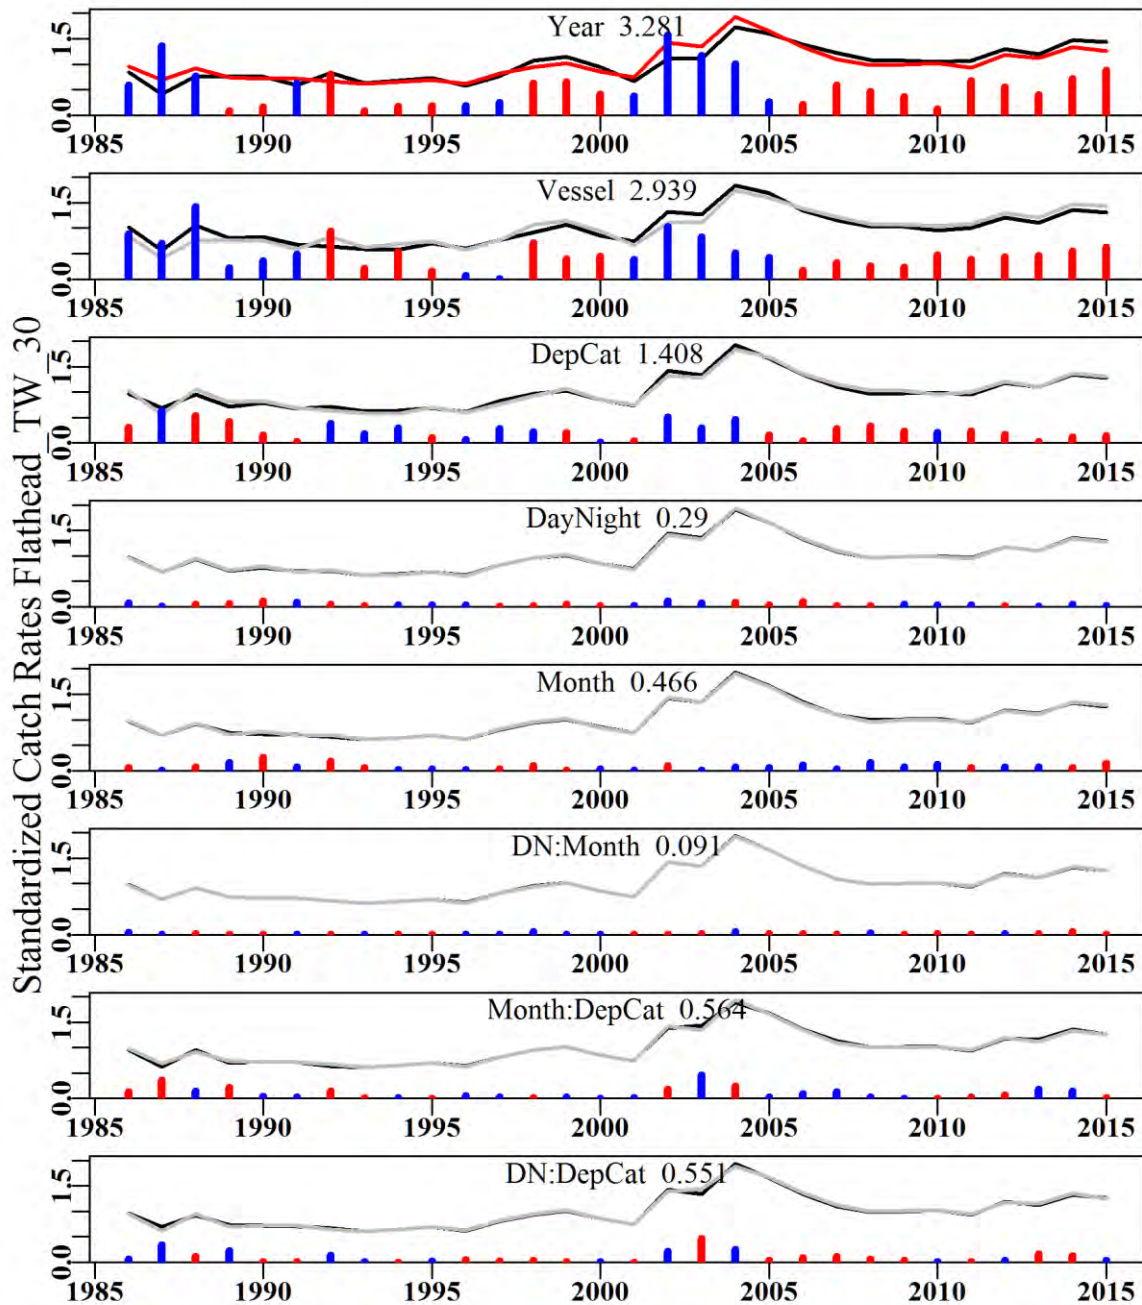 Standardized Catch Rates Flathead TW_30
Year 3.281
0.0 1.5
1985 1990 1995 2000 2005 2010 2015
Vessel 2.939
0.0 1.5
1985 1990 1995 2000 2005 2010 2015
DepCat 1.408
0.0 1.5
1985 1990 1995 2000 2005 2010 2015
DayNight 0.29
0.0 1.5
1985 1990 1995 2000 2005 2010 2015
Month 0.466
0.0 1.5
1985 1990 1995 2000 2005 2010 2015
DN:Month 0.091
0.0 1.5
1985 1990 1995 2000 2005 2010 2015
Month:DepCat 0.564
0.0 1.5
1985 1990 1995 2000 2005 2010 2015
DN:DepCat 0.551
0.0 1.5
1985 1990 1995 2000 2005 2010 2015